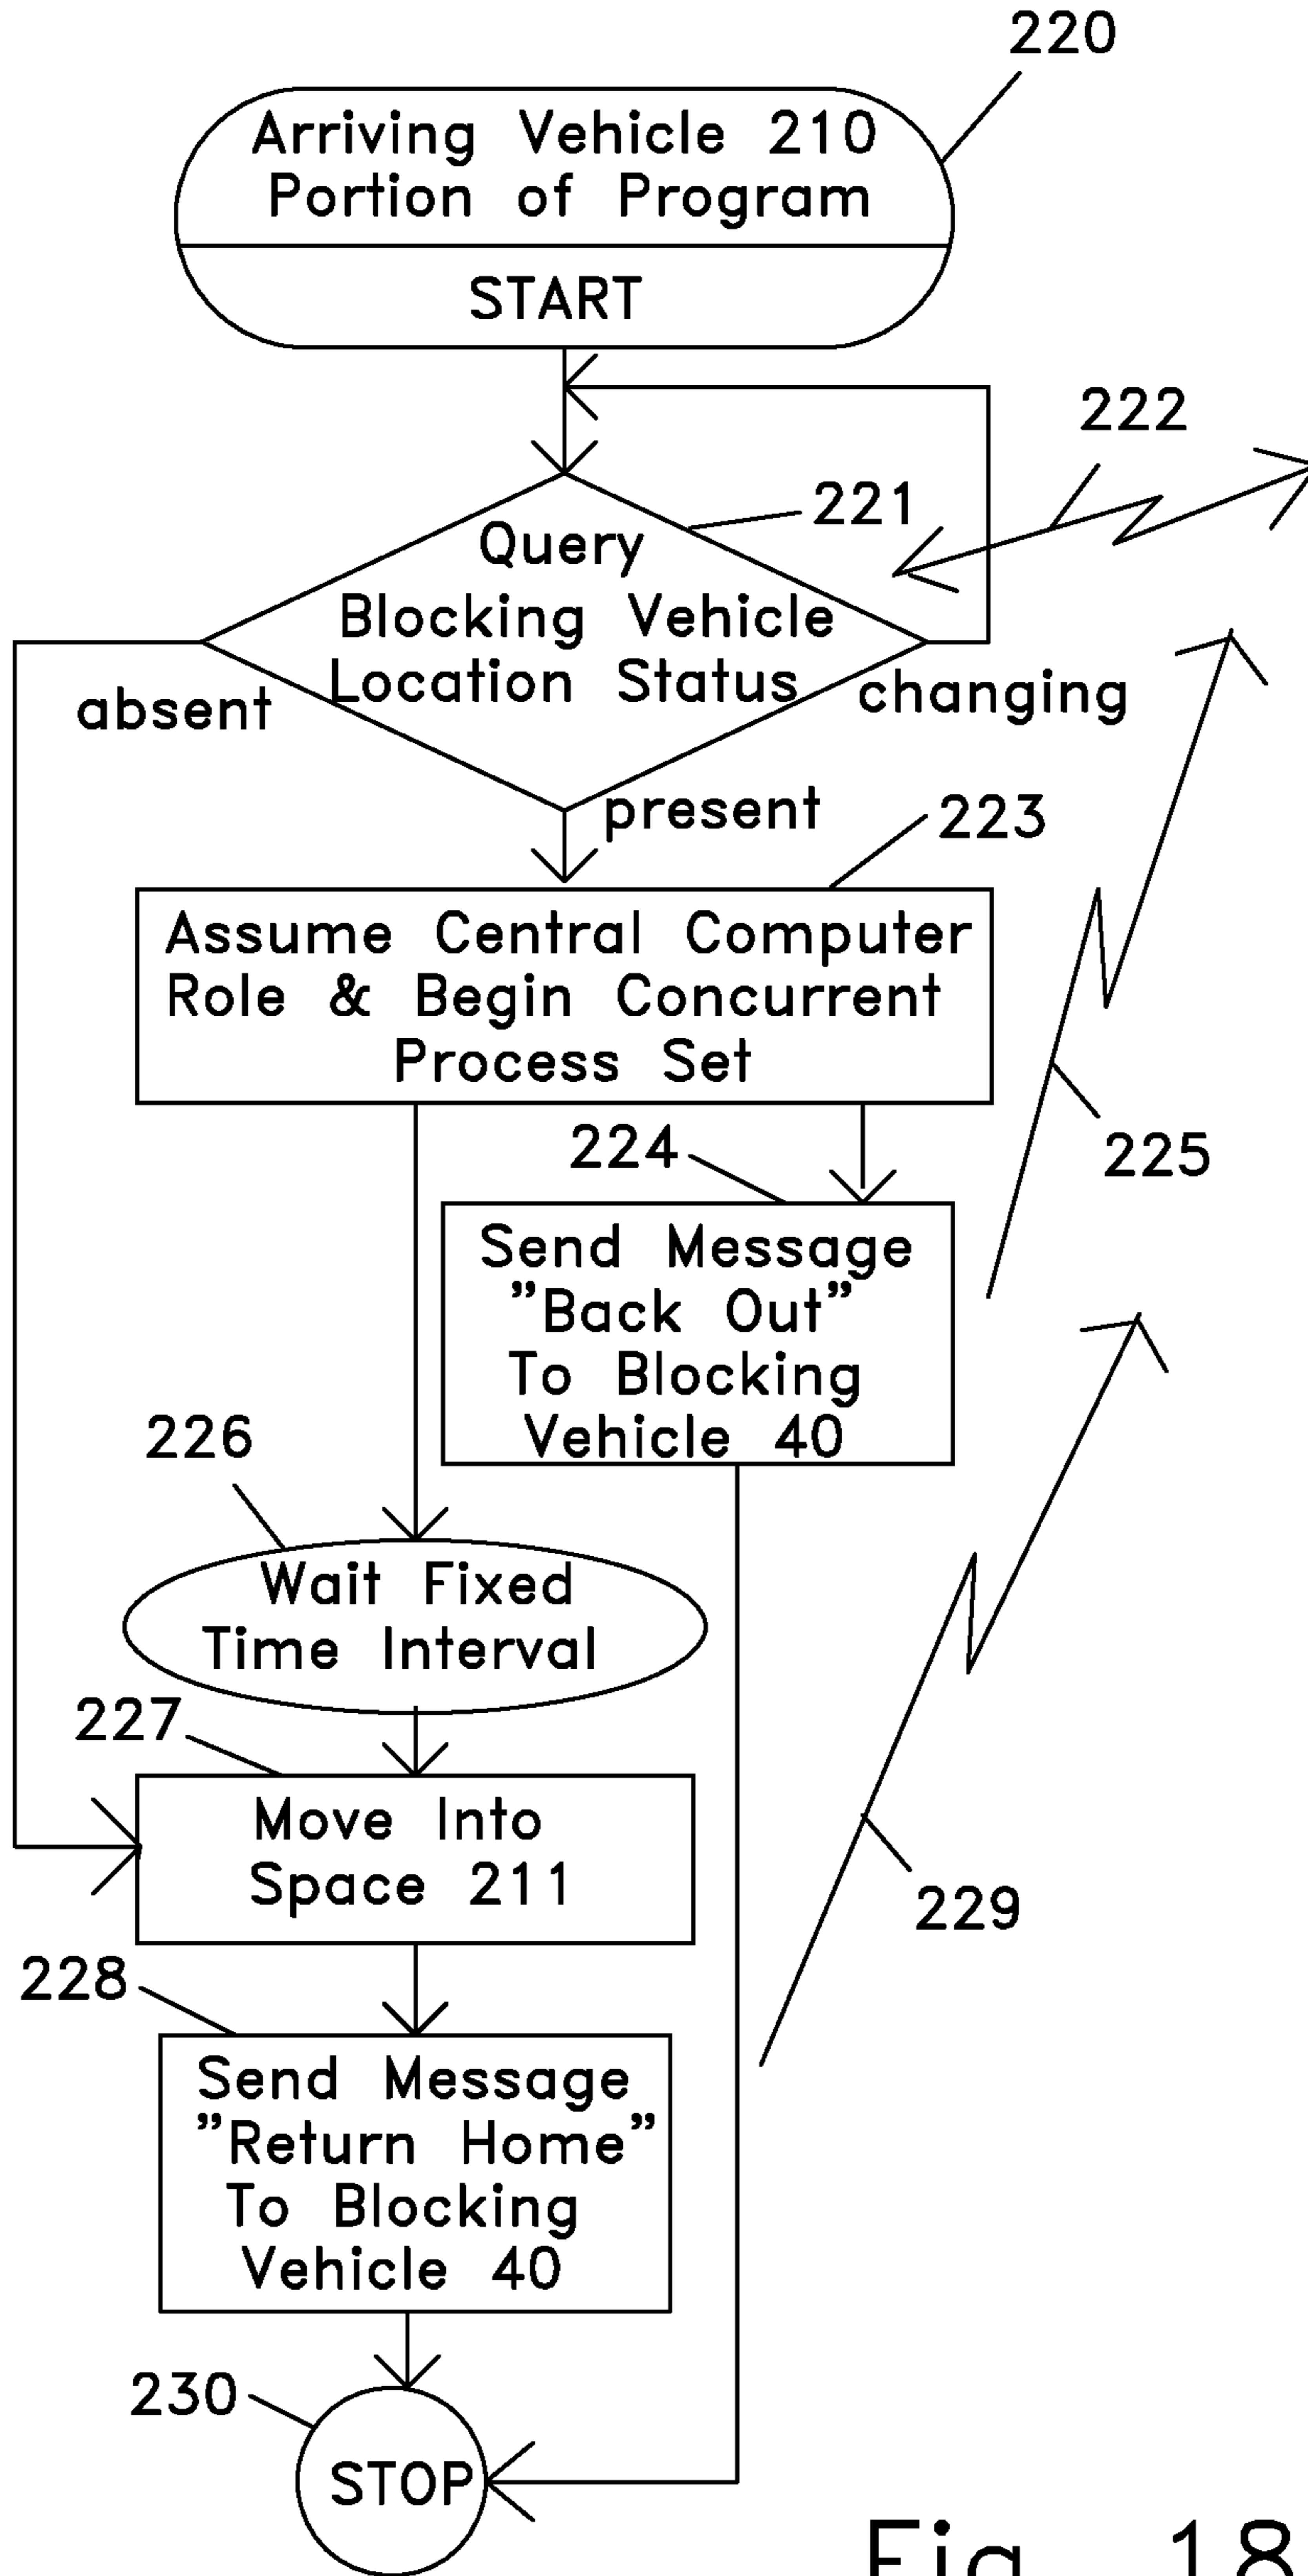 220
Arriving Vehicle 210
Portion of Program
START
222
221
Query
Blocking Vehicle
Location Status
absent
changing
present
223
Assume Central Computer
Role & Begin Concurrent
Process Set
224
225
Send Message
"Back Out"
To Blocking
Vehicle 40
226
Wait Fixed
Time Interval
227
Move Into
Space 211
229
228
Send Message
"Return Home"
To Blocking
Vehicle 40
230
STOP
Fig. 18